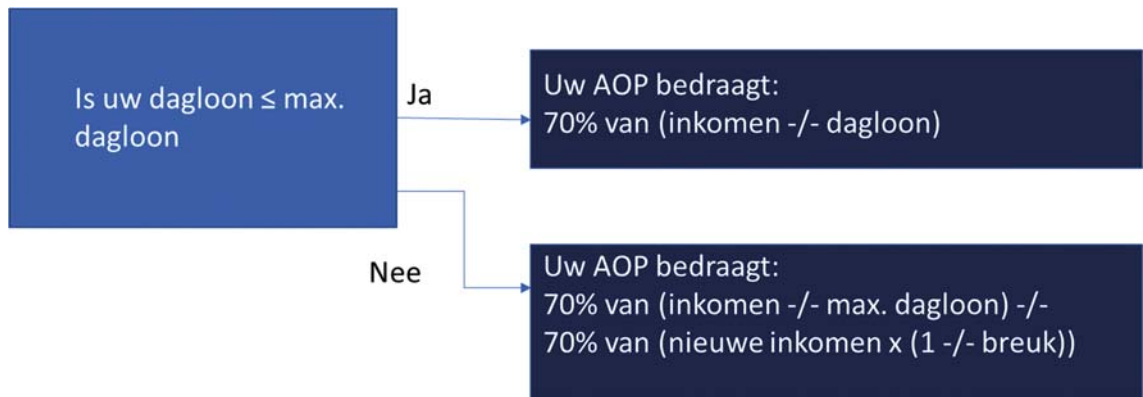 Is uw dagloon ≤ max.
dagloon
Ja
Uw AOP bedraagt:
70% van (inkomen -/- dagloon)
Nee
Uw AOP bedraagt:
70% van (inkomen -/- max. dagloon) -/-
70% van (nieuwe inkomen x (1 -/- breuk))